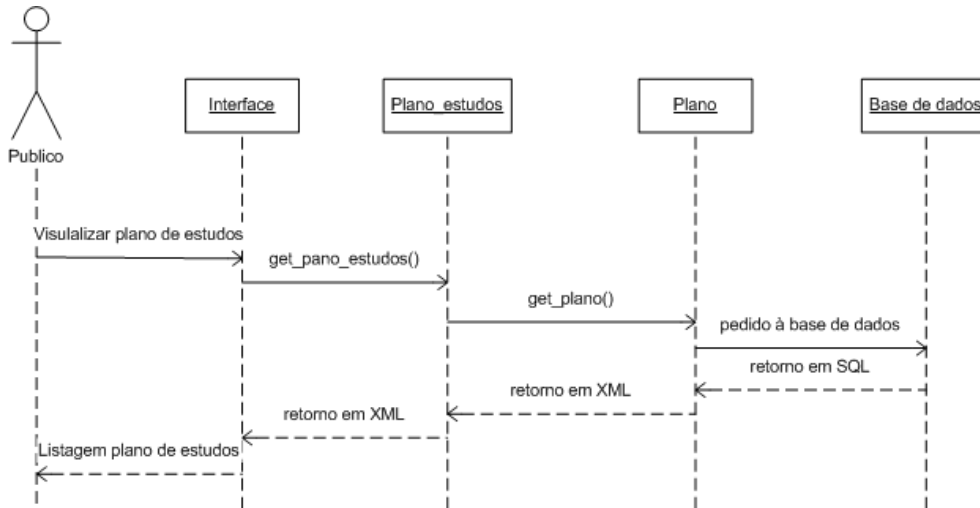 Interface
Plano_estudos
Plano
Base de dados
Publico
Visulalizar plano de estudos
get_pano_estudos()
get_plano()
pedido à base de dados
retorno em SQL
retorno em XML
retorno em XML
Listagem plano de estudos